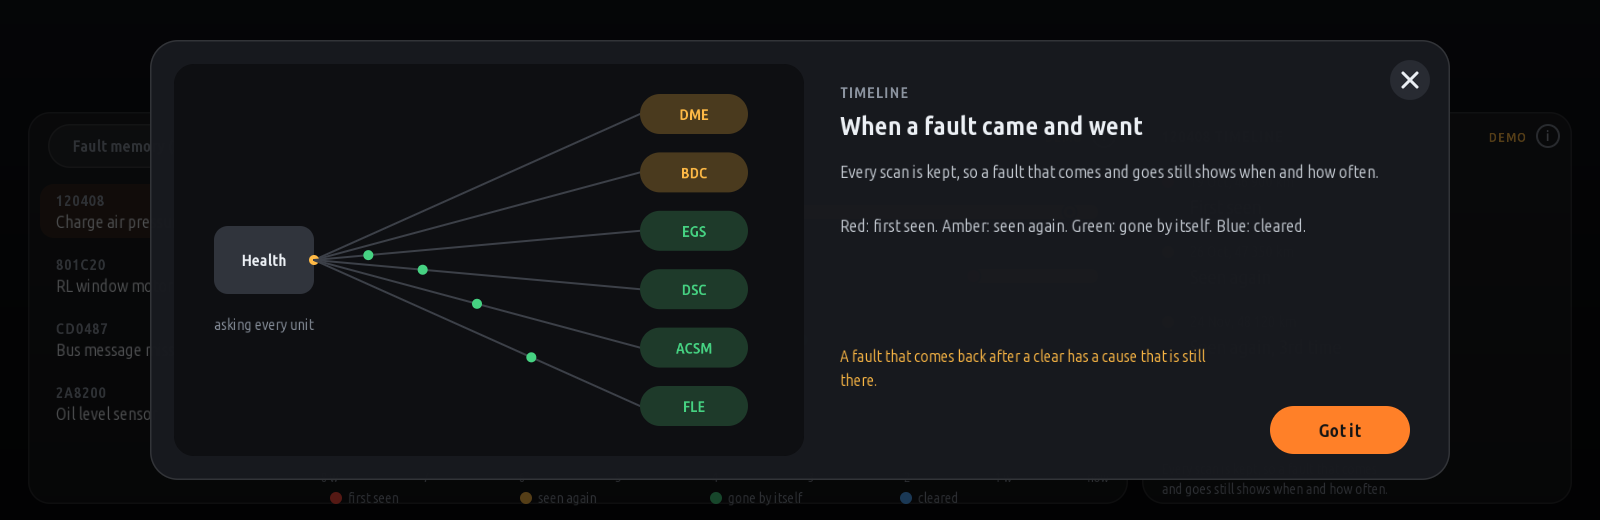 TIMELINE
When a fault came and went
Every scan is kept, so a fault that comes and goes still shows when and how often.
Red: first seen. Amber: seen again. Green: gone by itself. Blue: cleared.
A fault that comes back after a clear has a cause that is still
there.
Got it
Health
asking every unit
DME
BDC
EGS
DSC
ACSM
FLE
Fault memo
120408
Charge air pre
801C20
RL window mo
CD0487
Bus message
2A8200
Oil level senso
DEMO
first seen
seen again
gone by itself
cleared
and goes still shows when and how often.